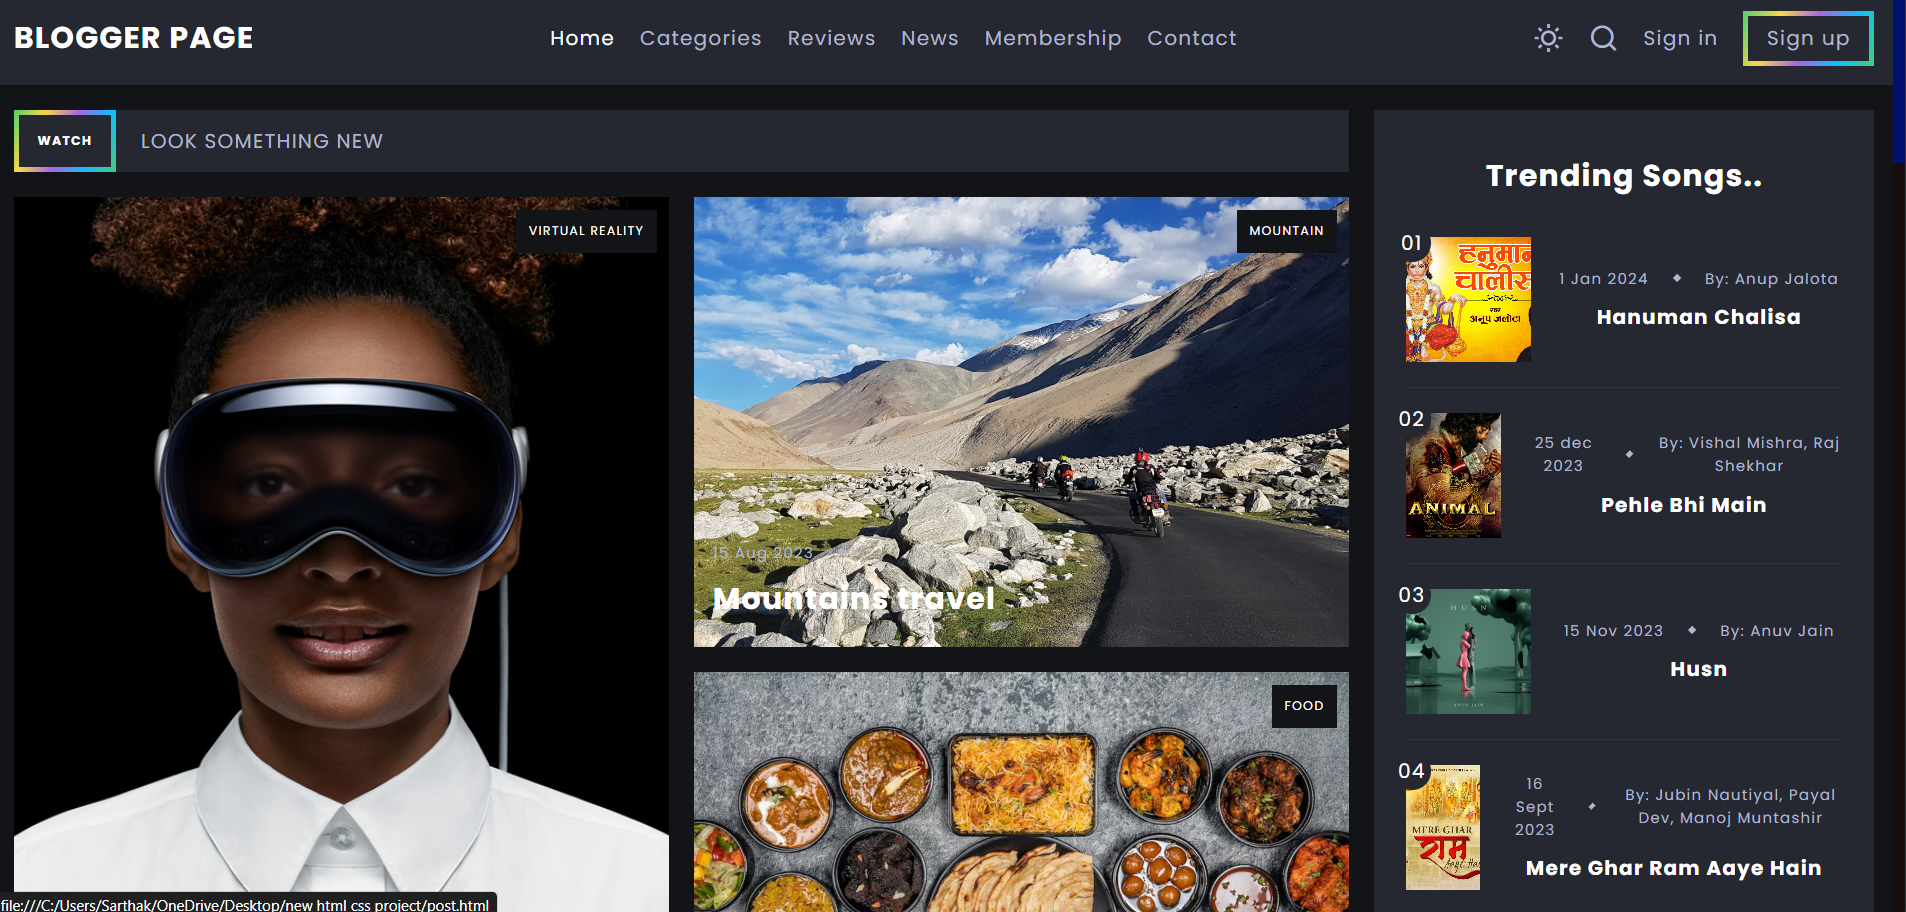 BLOGGER PAGE
Home Categories Reviews News Membership Contact
Sign in Sign up
WATCH LOOK SOMETHING NEW
VIRTUAL REALITY
MOUNTAIN
15 Aug 2023
Mountains travel
FOOD
Trending Songs..
01
हनुमान
चालीस
अनूप जलोटा
1 Jan 2024 By: Anup Jalota
Hanuman Chalisa
02
ANIMAL
25 dec
2023
By: Vishal Mishra, Raj
Shekhar
Pehle Bhi Main
03
HUSN
ANUV JAIN
15 Nov 2023 By: Anuv Jain
Husn
04
MERE GHAR
राम
16
Sept
2023
By: Jubin Nautiyal, Payal
Dev, Manoj Muntashir
Mere Ghar Ram Aaye Hain
file:///C:/Users/Sarthak/OneDrive/Desktop/new html css project/post.html